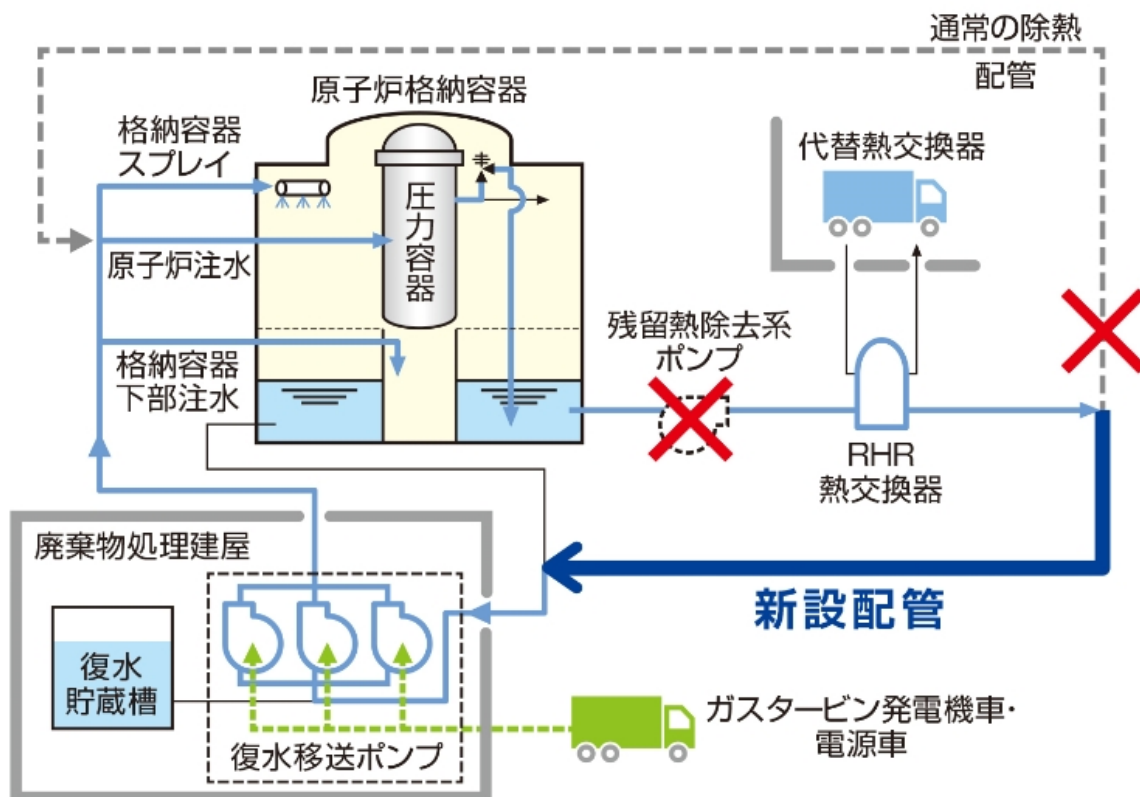 通常の除熱
配管
原子炉格納容器
格納容器
スプレイ
代替熱交換器
圧力容器
原子炉注水
残留熱除去系
ポンプ
格納容器
下部注水
RHR
熱交換器
廃棄物処理建屋
新設配管
復水
貯蔵槽
ガスタービン発電機車・
電源車
復水移送ポンプ